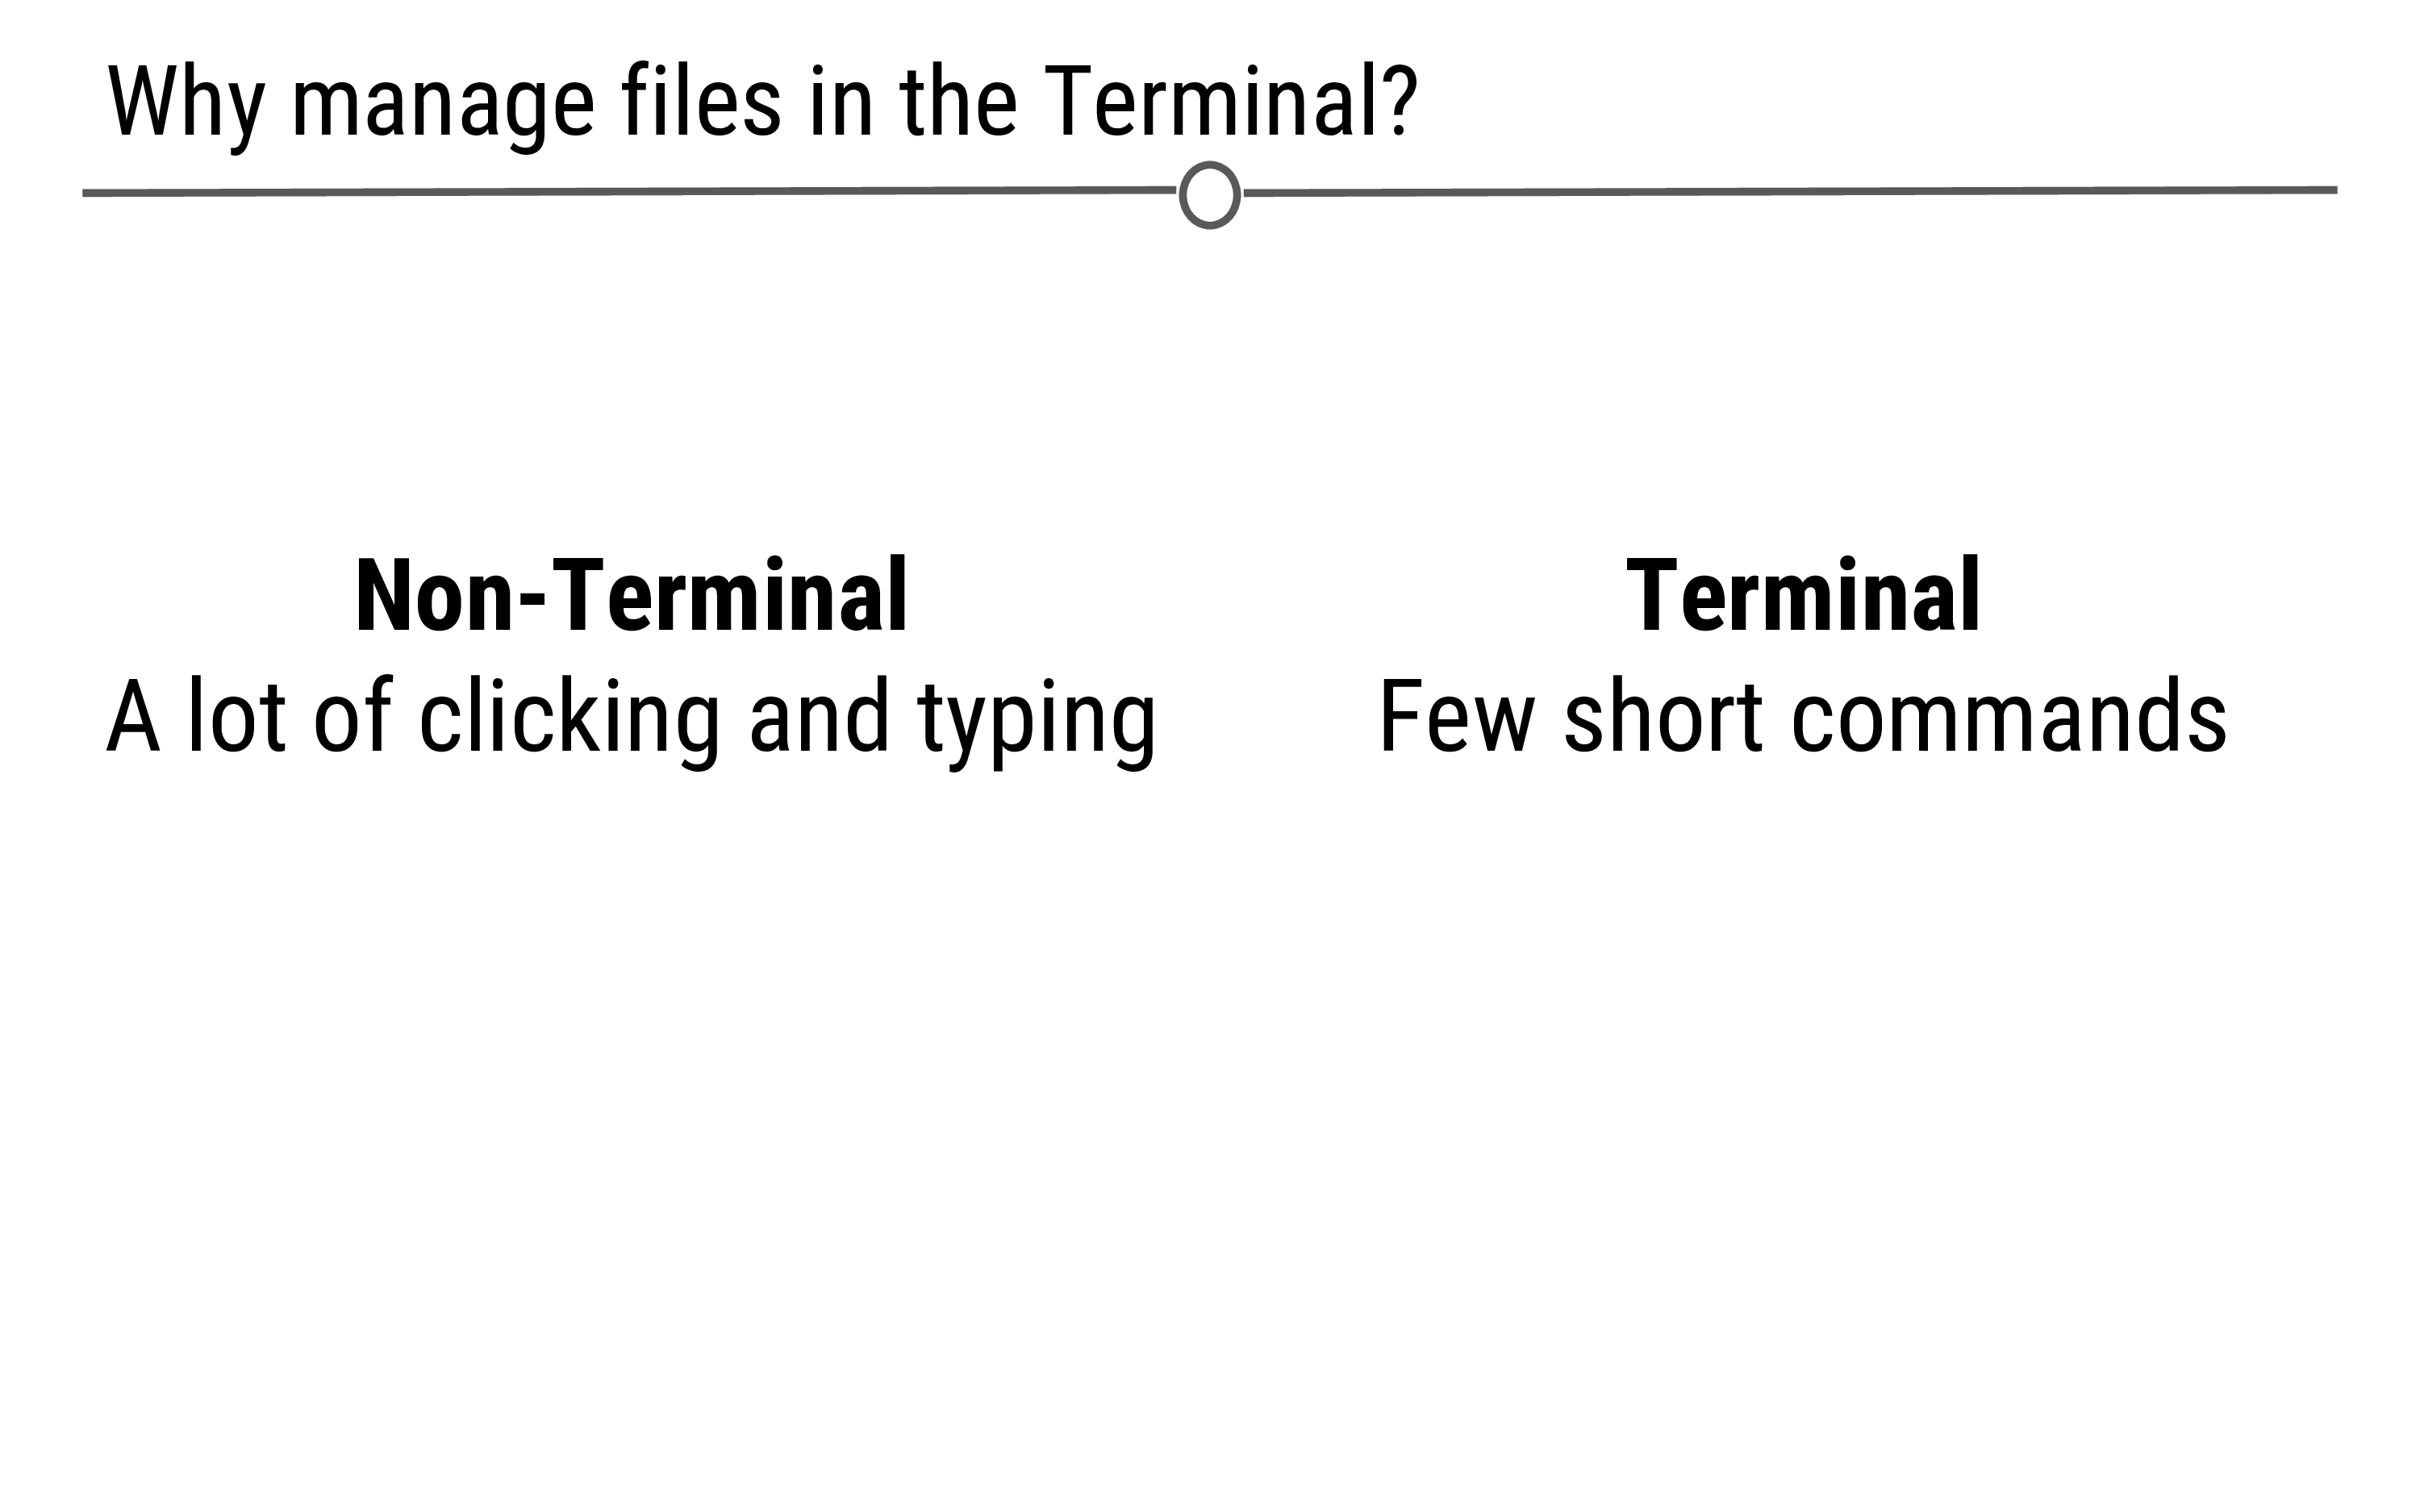 Why manage files in the Terminal?
Non-Terminal
A lot of clicking and typing
Terminal
Few short commands